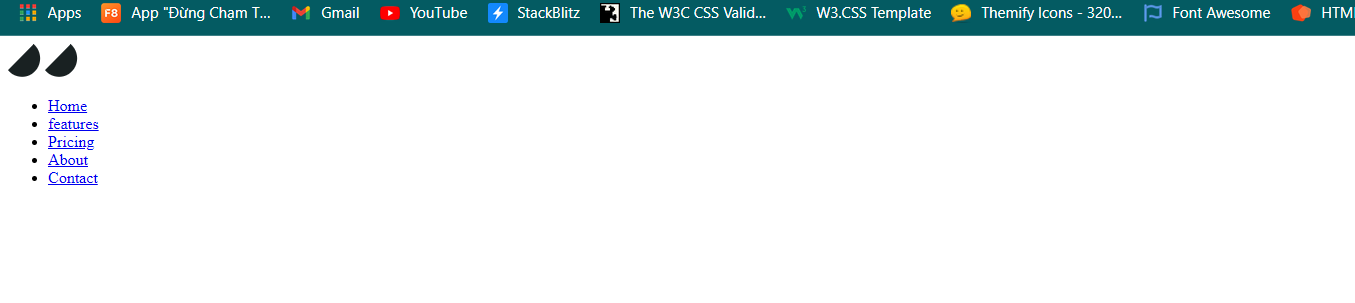 Apps F8 App "Đừng Chạm T... Gmail YouTube StackBlitz The W3C CSS Valid... W3.CSS Template Themify Icons - 320... Font Awesome HTM
Home
features
Pricing
About
Contact